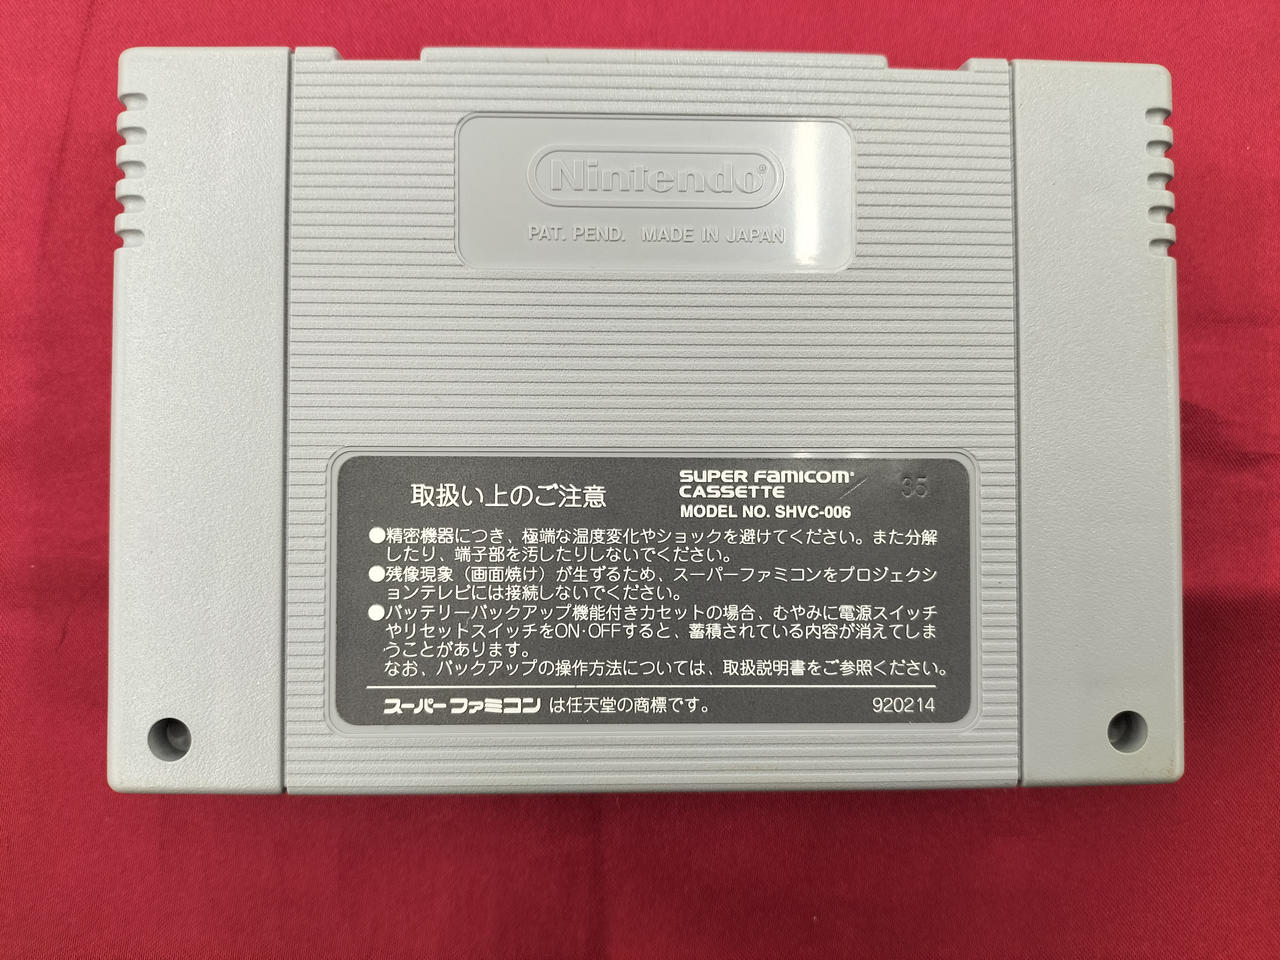 Nintendo®
PAT. PEND. MADE IN JAPAN
取扱い上のご注意
SUPER FAMICOM
CASSETTE
MODEL NO. SHVC-006
35
●精密機器につき、極端な温度変化やショックを避けてください。また分解
したり、端子部を汚したりしないでください。
●残像現象（画面焼け）が生ずるため、スーパーファミコンをプロジェクシ
ョンテレビには接続しないでください。
●バッテリーバックアップ機能付きカセットの場合、むやみに電源スイッチ
やリセットスイッチをON・OFFすると、蓄積されている内容が消えてしま
うことがあります。
なお、バックアップの操作方法については、取扱説明書をご参照ください。
スーパーファミコンは任天堂の商標です。
920214